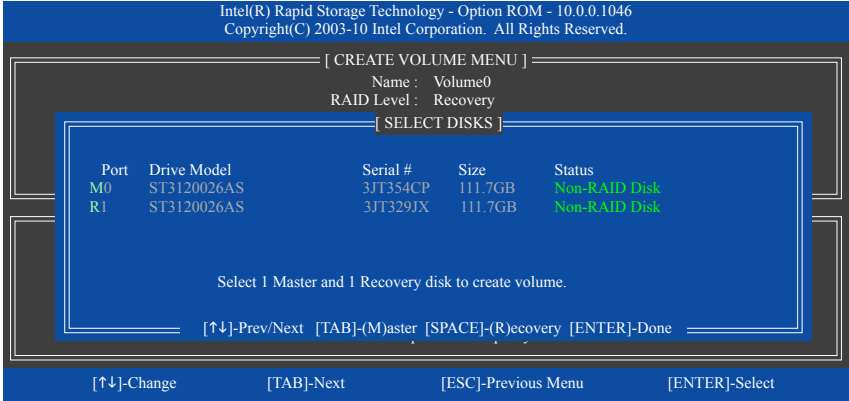 Intel(R) Rapid Storage Technology - Option ROM - 10.0.0.1046
Copyright(C) 2003-10 Intel Corporation. All Rights Reserved.
[ CREATE VOLUME MENU ]
Name : Volume0
RAID Level : Recovery
[ SELECT DISKS ]
Port Drive Model Serial # Size Status
M0 ST3120026AS 3JT354CP 111.7GB Non-RAID Disk
R1 ST3120026AS 3JT329JX 111.7GB Non-RAID Disk
Select 1 Master and 1 Recovery disk to create volume.
[↑↓]-Prev/Next [TAB]-(M)aster [SPACE]-(R)ecovery [ENTER]-Done
[↑↓]-Change [TAB]-Next [ESC]-Previous Menu [ENTER]-Select